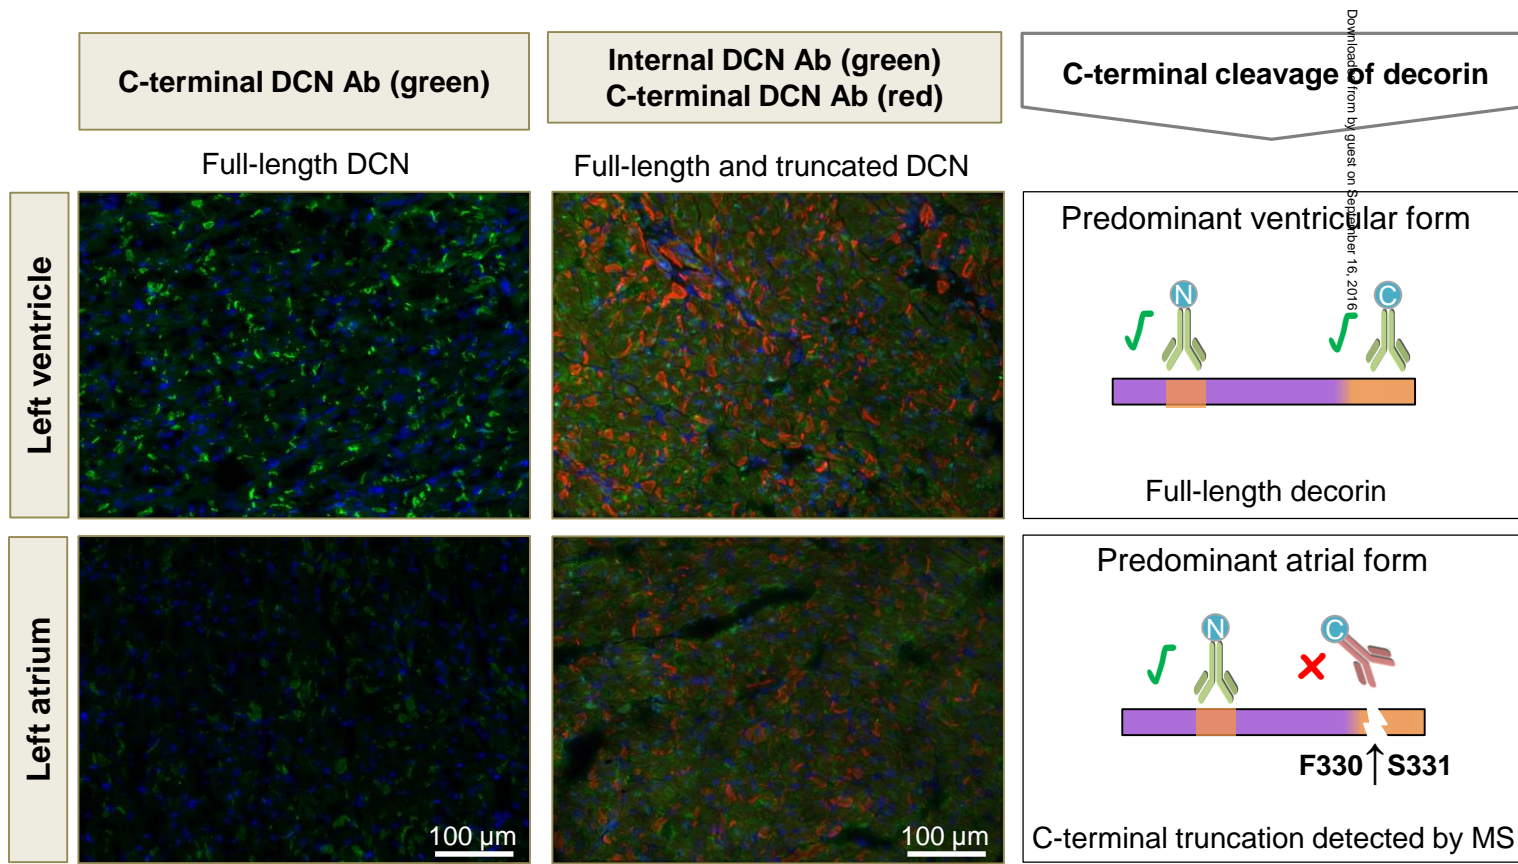 C-terminal DCN Ab (green)
Internal DCN Ab (green)
C-terminal DCN Ab (red)
C-terminal cleavage of decorin
Downloaded from by guest on September 16, 2016
Full-length DCN
Full-length and truncated DCN
Left ventricle
Predominant ventricular form
N
C
Full-length decorin
Left atrium
100 µm
100 µm
Predominant atrial form
N
C
F330 S331
C-terminal truncation detected by MS